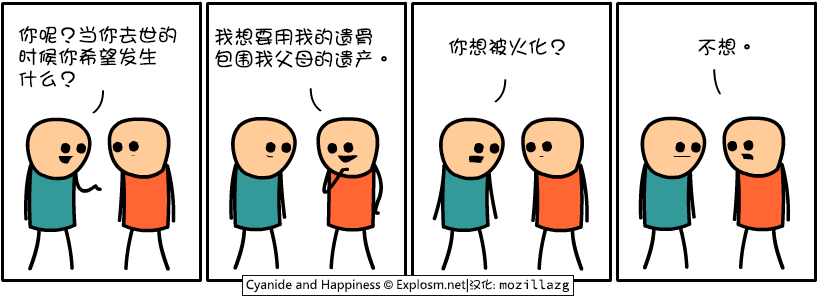 你呢？当你去世的
时候你希望发生
什么？
我想要用我的遗骨
包围我父母的遗产。
你想被火化？
不想。
Cyanide and Happiness © Explosm.net|汉化: mozillazg